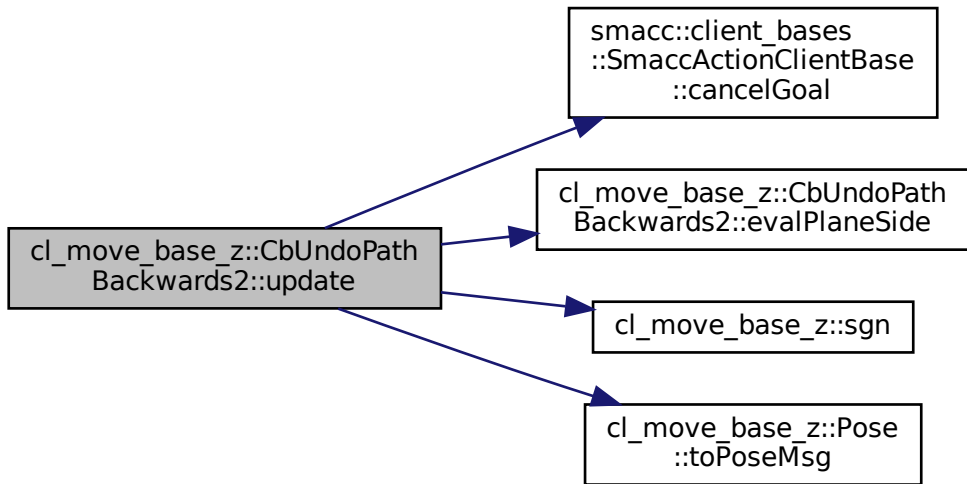 smacc::client_bases
::SmaccActionClientBase
::cancelGoal
cl_move_base_z::CbUndoPath
Backwards2::evalPlaneSide
cl_move_base_z::CbUndoPath
Backwards2::update
cl_move_base_z::sgn
cl_move_base_z::Pose
::toPoseMsg